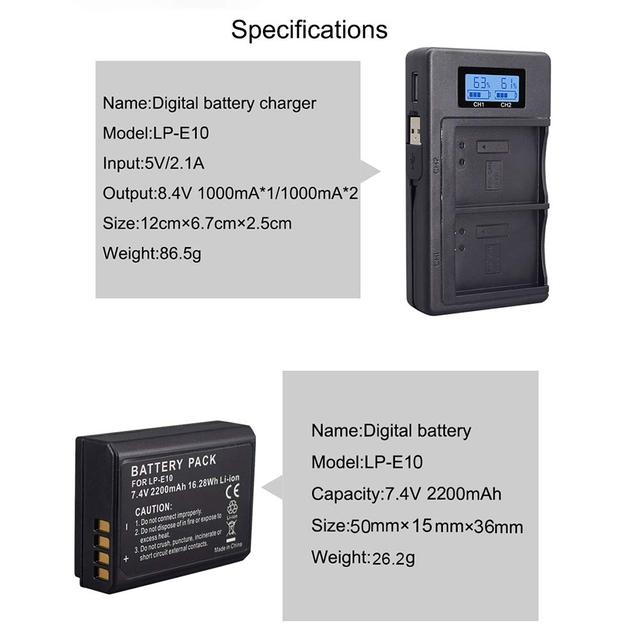 Specifications
Name:Digital battery charger
Model:LP-E10
Input:5V/2.1A
Output:8.4V 1000mA*1/1000mA*2
Size:12cm×6.7cm×2.5cm
Weight:86.5g
63%
61%
CH1
CH2
CH2
CH1
BATTERY PACK
FOR LP-E10
7.4V 2200mAh 16.28Wh Li-ion
CAUTION:
1. Do not connect improperly.
2. Do not dispose in of fire or expose to
excess heat.
3. Do not crush, puncture, incinerate or
short circuit external contacts.
Made in China
CE
Li-ion
Name:Digital battery
Model:LP-E10
Capacity:7.4V 2200mAh
Size:50mm×15mm×36mm
Weight:26.2g